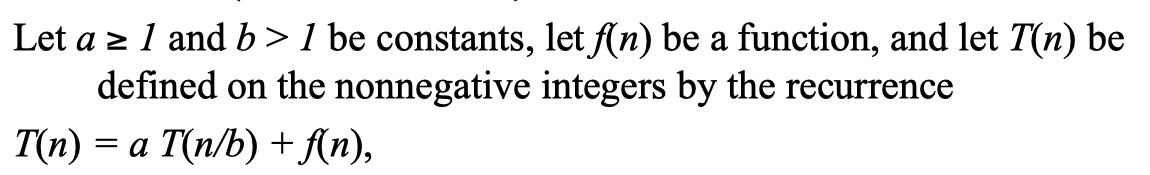 Let a ≥ 1 and b > 1 be constants, let f(n) be a function, and let T(n) be
defined on the nonnegative integers by the recurrence
T(n) = a T(n/b) + f(n),